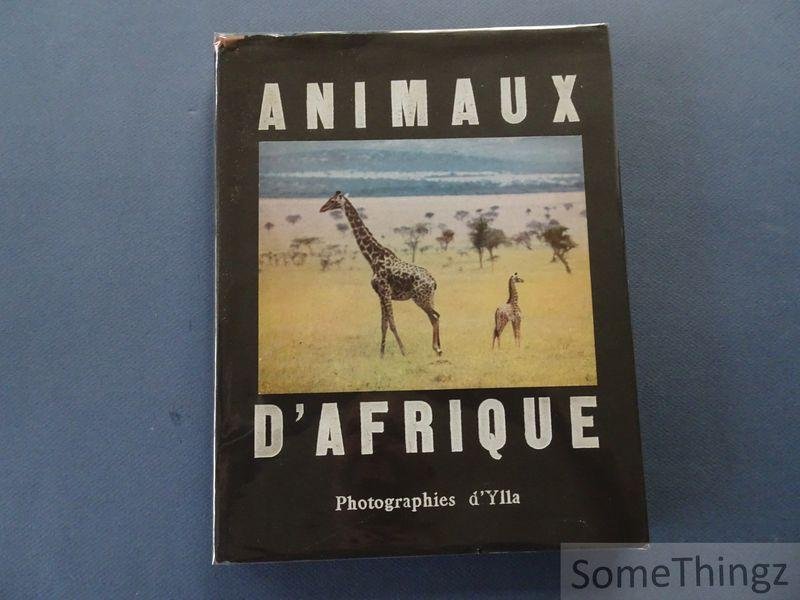 ANIMAUX
D'AFRIQUE
Photographies d'Ylla
SomeThingz